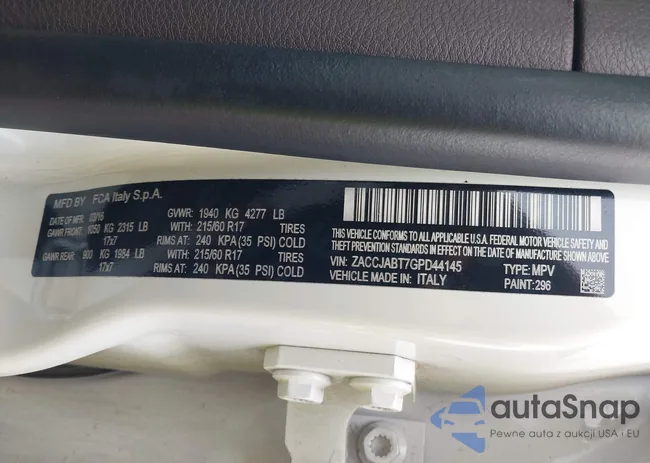 MFD BY FCA Italy S.p.A.
DATE OF MFR 03/16 GVWR: 1940 KG 4277 LB
GAWR FRONT: 1050 KG 2315 LB WITH: 215/60 R17 TIRES
17x7 RIMS AT: 240 KPA (35 PSI) COLD
GAWR REAR: 900 KG 1984 LB WITH: 215/60 R17 TIRES
17x7 RIMS AT: 240 KPA (35 PSI) COLD
THIS VEHICLE CONFORMS TO ALL APPLICABLE U.S.A. FEDERAL MOTOR VEHICLE
SAFETY, BUMPER AND THEFT PREVENTION STANDARDS IN EFFECT ON THE DATE OF MANUFACTURE SHOWN ABOVE
VIN: ZACCJABT7GPD44145 TYPE: MPV
VEHICLE MADE IN: ITALY PAINT: 296
autoSnap
Pewne auta z aukcji USA i EU